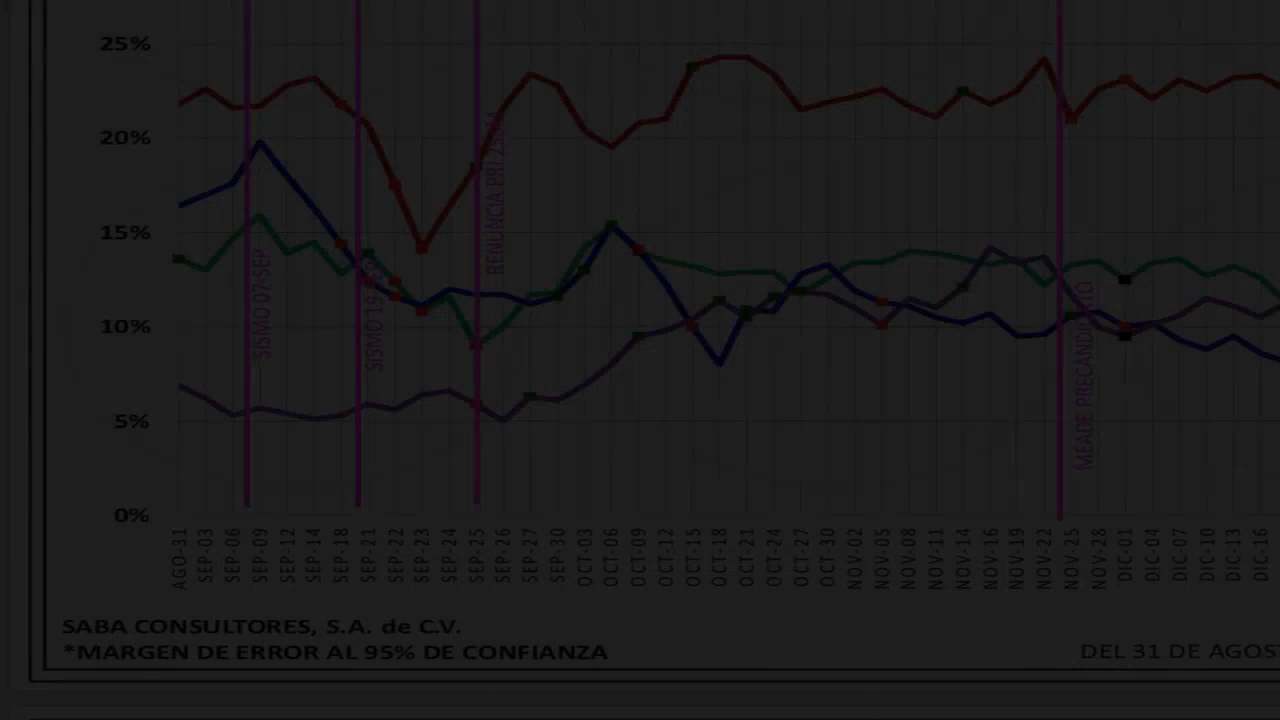 25%
20%
15%
10%
5%
0%
SISMO 07-SEP
SISMO 19-SEP
RENUNCIA PRI 250M
MEADE PRECANDIDATO
AGO-31
SEP-03
SEP-06
SEP-09
SEP-12
SEP-14
SEP-18
SEP-21
SEP-22
SEP-23
SEP-24
SEP-25
SEP-26
SEP-27
SEP-30
OCT-03
OCT-06
OCT-09
OCT-12
OCT-15
OCT-18
OCT-21
OCT-24
OCT-27
OCT-30
NOV-02
NOV-05
NOV-08
NOV-11
NOV-14
NOV-16
NOV-19
NOV-22
NOV-25
NOV-28
DIC-01
DIC-04
DIC-07
DIC-10
DIC-13
DIC-16
SABA CONSULTORES, S.A. de C.V.
*MARGEN DE ERROR AL 95% DE CONFIANZA
DEL 31 DE AGOS